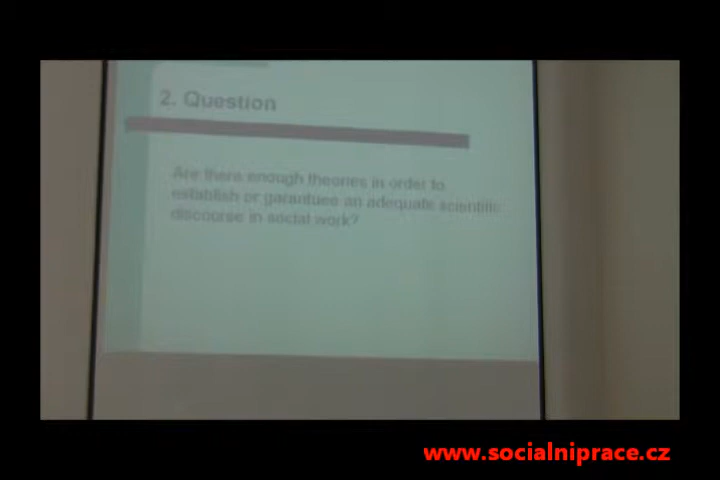 2. Question
Are there enough theories in order to
establish or garantuee an adequate scientific
discourse in social work?
www.socialniprace.cz